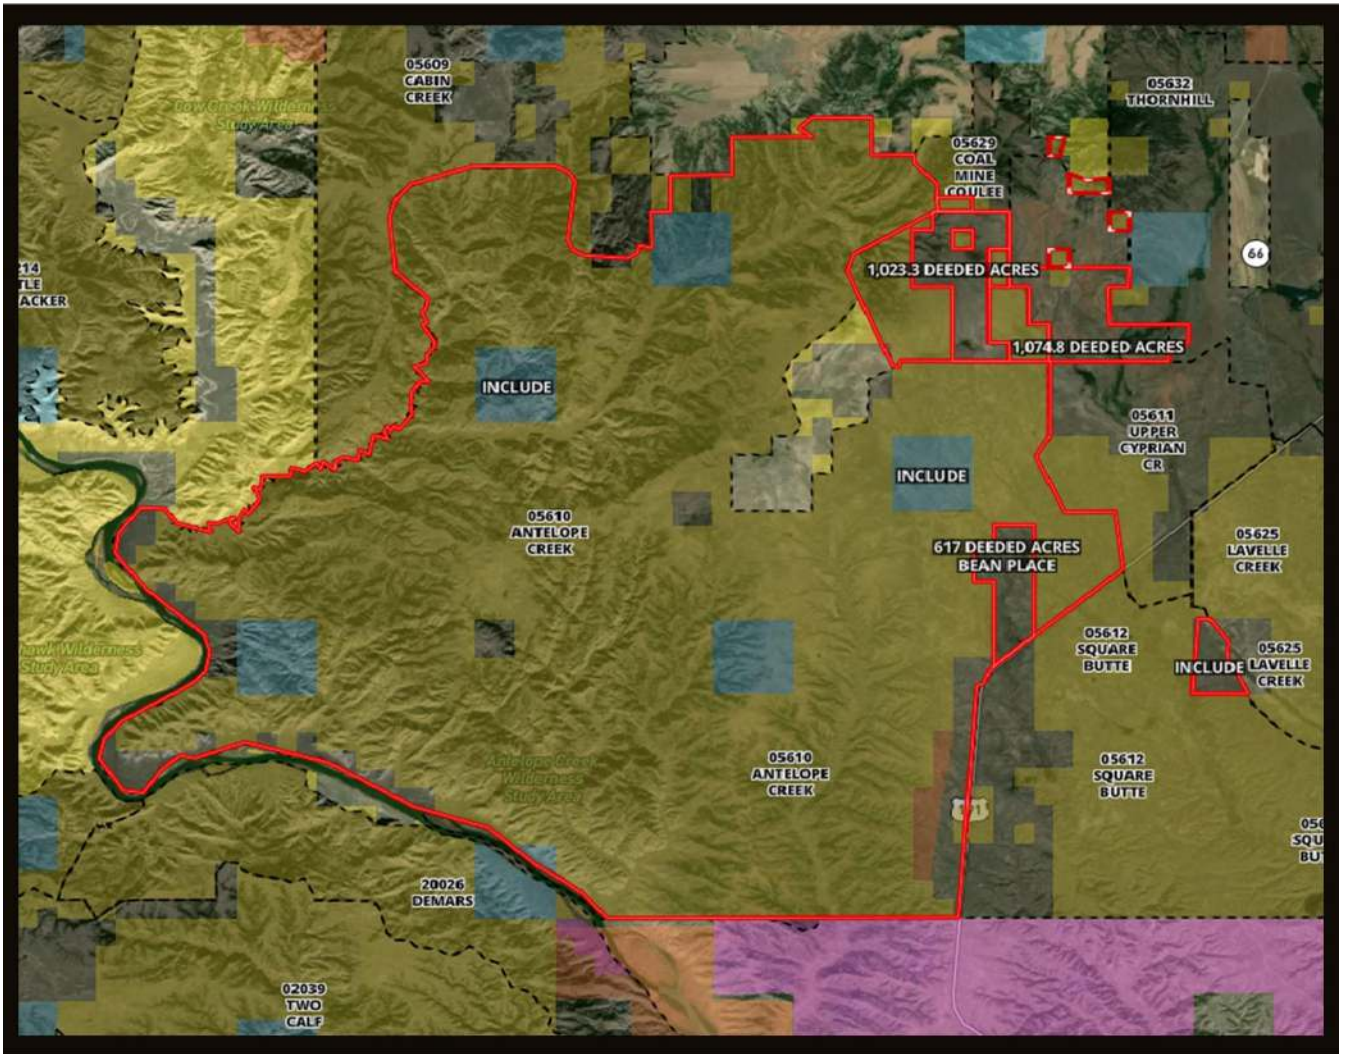 05609
CABIN
CREEK
05632
THORNHILL
Cow Creek Wilderness
Study Area
05629
COAL
MINE
COULEE
66
1,023.3 DEEDED ACRES
ACKER
1,074.8 DEEDED ACRES
INCLUDE
05611
UPPER
CYPRIAN
CR
INCLUDE
05610
ANTELOPE
CREEK
617 DEEDED ACRES
BEAN PLACE
05625
LAVELLE
CREEK
05612
SQUARE
BUTTE
Wilderness
Study Area
INCLUDE
05625
LAVELLE
CREEK
05610
ANTELOPE
CREEK
Antelope Creek
Wilderness
Study Area
05612
SQUARE
BUTTE
20026
DEMARS
02039
TWO
CALF